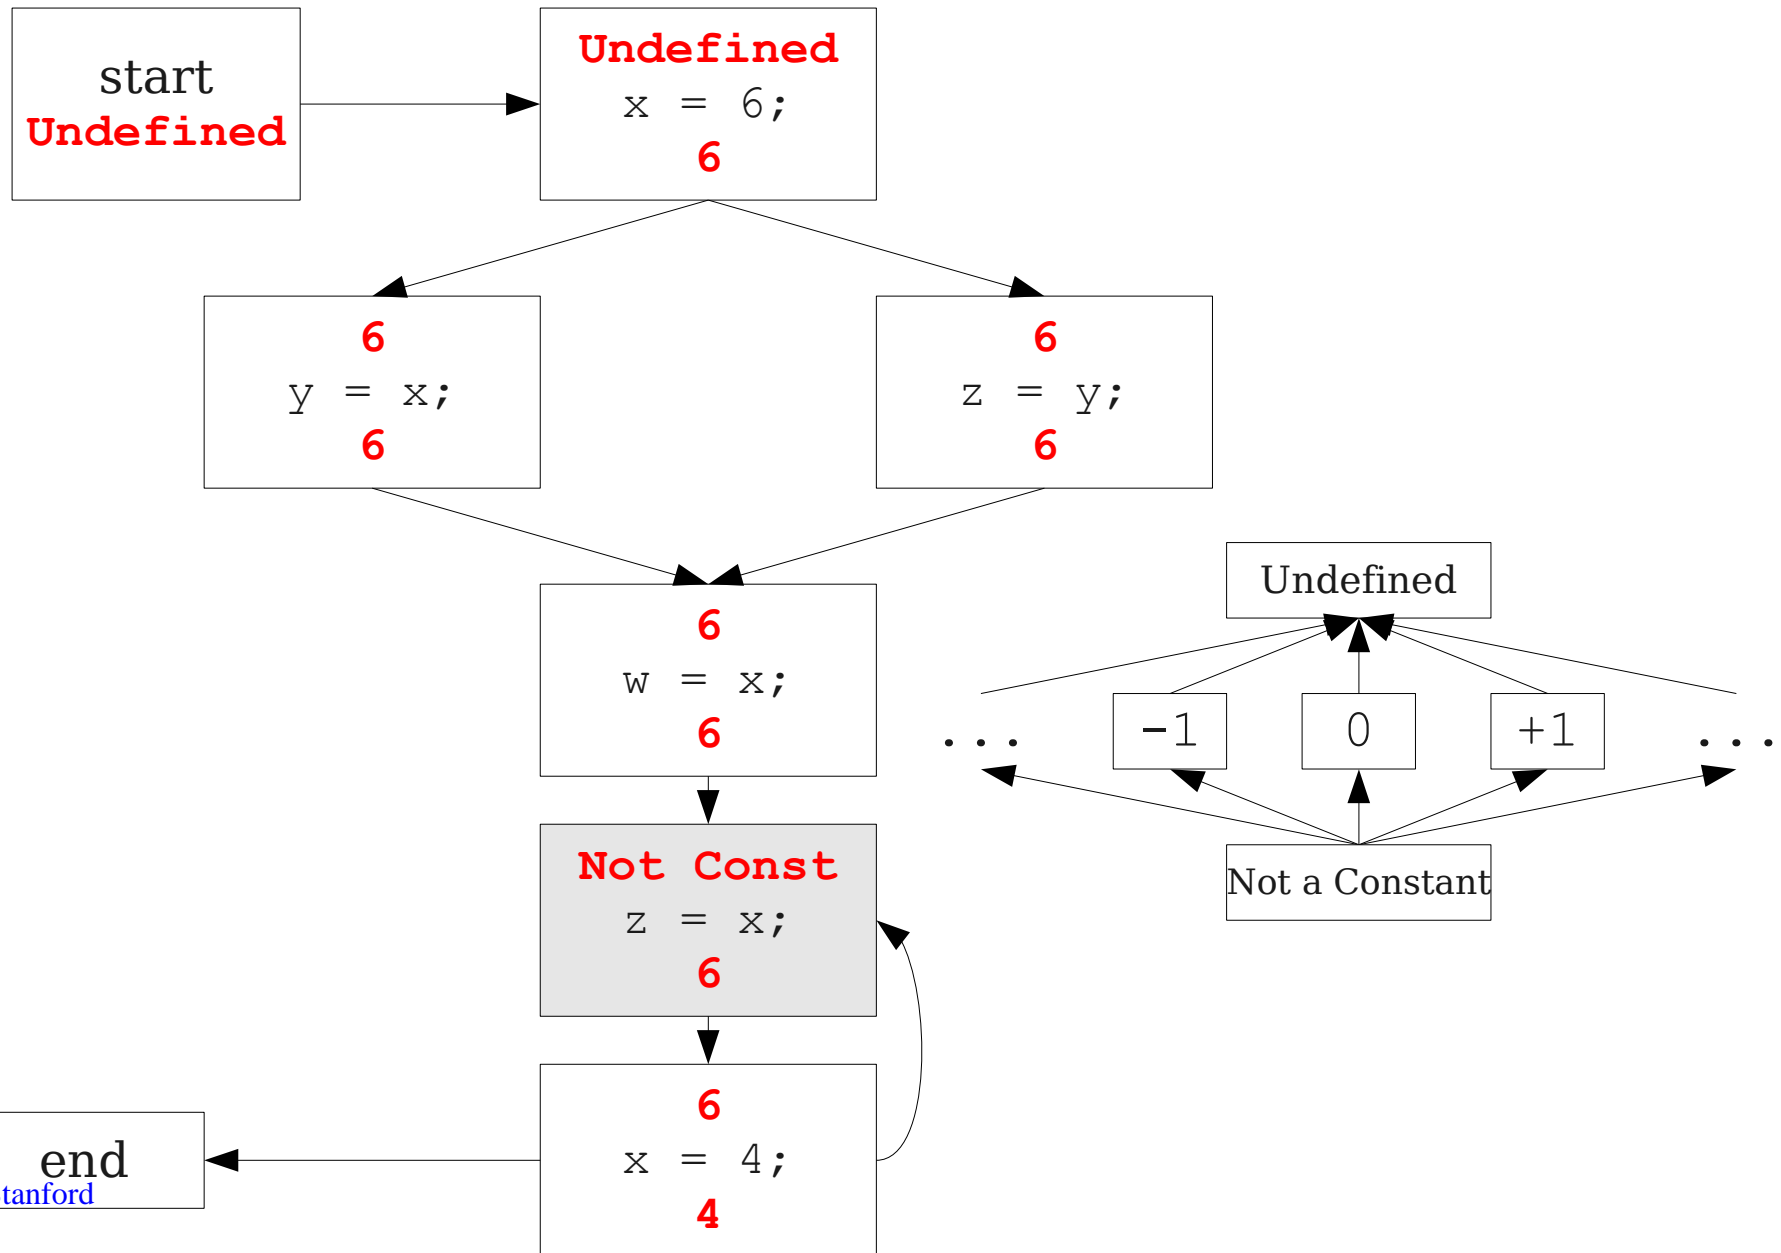 start
Undefined
Undefined
x = 6;
6
6
y = x;
6
6
z = y;
6
6
w = x;
6
Not Const
z = x;
6
6
x = 4;
4
end
tanford
Undefined
... -1 0 +1 ...
Not a Constant